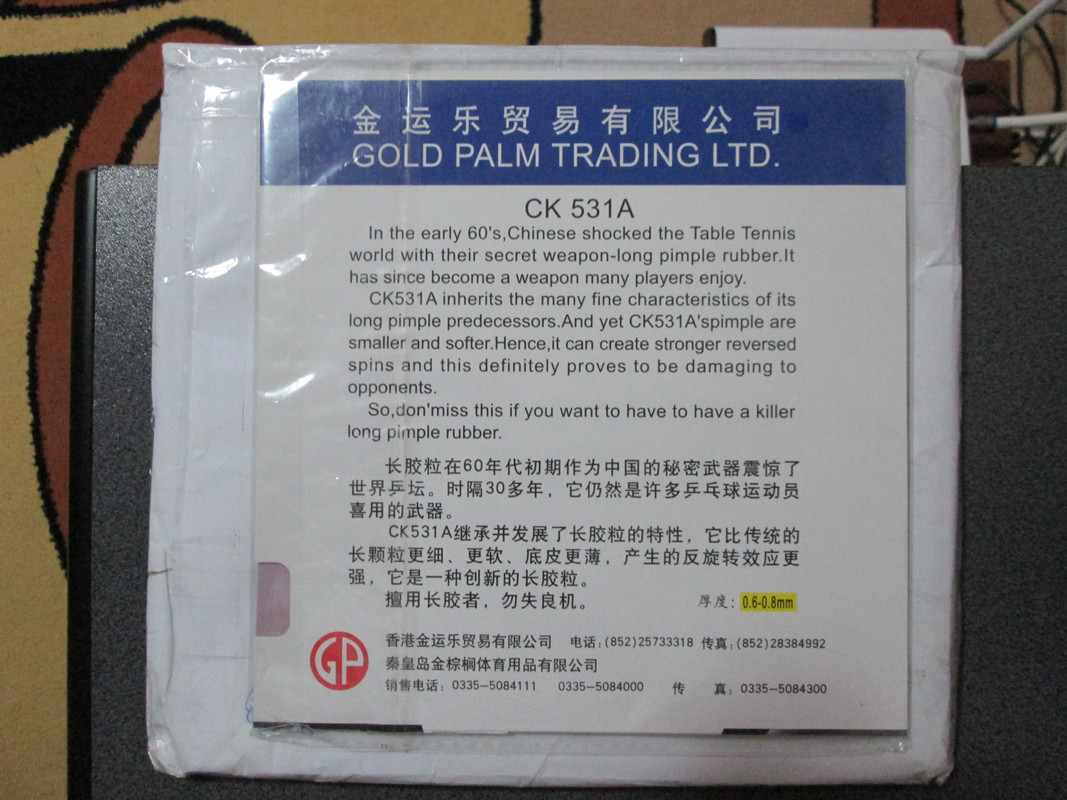 金运乐贸易有限公司
GOLD PALM TRADING LTD.
CK 531A
In the early 60's,Chinese shocked the Table Tennis
world with their secret weapon-long pimple rubber.It
has since become a weapon many players enjoy.
CK531A inherits the many fine characteristics of its
long pimple predecessors.And yet CK531A'spimple are
smaller and softer.Hence,it can create stronger reversed
spins and this definitely proves to be damaging to
opponents.
So,don'miss this if you want to have to have a killer
long pimple rubber.
长胶粒在60年代初期作为中国的秘密武器震惊了
世界乒坛。时隔30多年，它仍然是许多乒乓球运动员
喜用的武器。
CK531A继承并发展了长胶粒的特性，它比传统的
长颗粒更细、更软、底皮更薄，产生的反旋转效应更
强，它是一种创新的长胶粒。
擅用长胶者，勿失良机。 厚度：0.6-0.8mm
GP
香港金运乐贸易有限公司 电话：(852)25733318 传真：(852)28384992
秦皇岛金棕榈体育用品有限公司
销售电话：0335-5084111 0335-5084000 传 真：0335-5084300